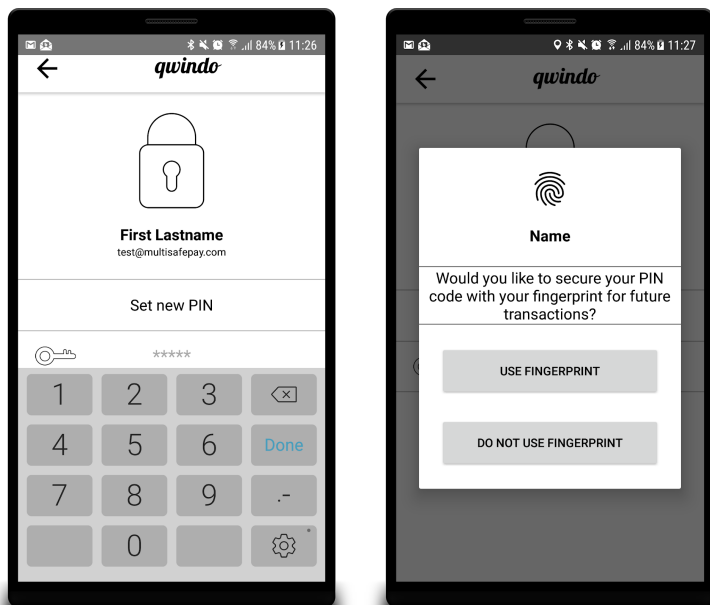 84% 11:26
qwindo
First Lastname
test@multisafepay.com
Set new PIN
*****
1 2 3
4 5 6 Done
7 8 9 .-
0
84% 11:27
qwindo
Name
Would you like to secure your PIN
code with your fingerprint for future
transactions?
USE FINGERPRINT
DO NOT USE FINGERPRINT